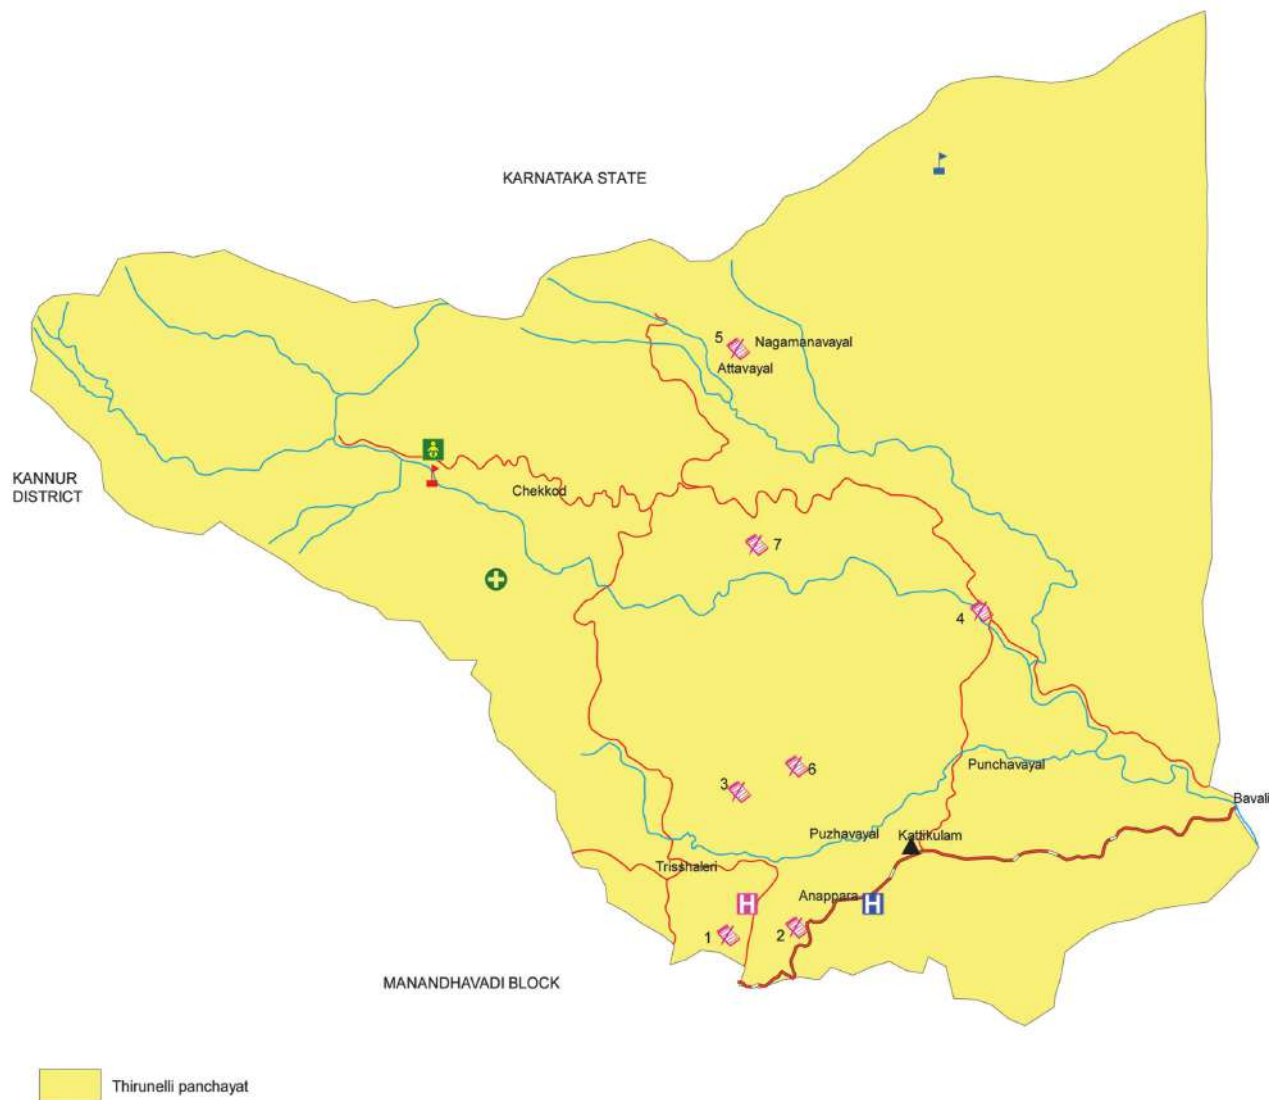 KARNATAKA STATE
5
Nagamanavayal
Attavayal
KANNUR
DISTRICT
Chekkod
7
4
6
3
Punchavayal
Bavali
Puzhavayal
Kattikulam
Trisshaleri
Anappara
H
H
1
2
MANANDHAVADI BLOCK
Thirunelli panchayat